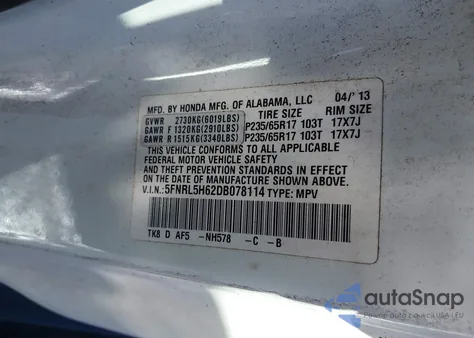 MFD. BY HONDA MFG. OF ALABAMA, LLC 04/'13
GVWR 2730KG(6019LBS) TIRE SIZE RIM SIZE
GAWR F 1320KG(2910LBS) P235/65R17 103T 17X7J
GAWR R 1515KG(3340LBS) P235/65R17 103T 17X7J
THIS VEHICLE CONFORMS TO ALL APPLICABLE
FEDERAL MOTOR VEHICLE SAFETY AND
THEFT PREVENTION STANDARDS IN EFFECT
ON THE DATE OF MANUFACTURE SHOWN ABOVE.
V.I.N.: 5FNRL5H62DB078114 TYPE: MPV
TK8 D AF5 -NH578 -C -B
autoSnap
Powered by